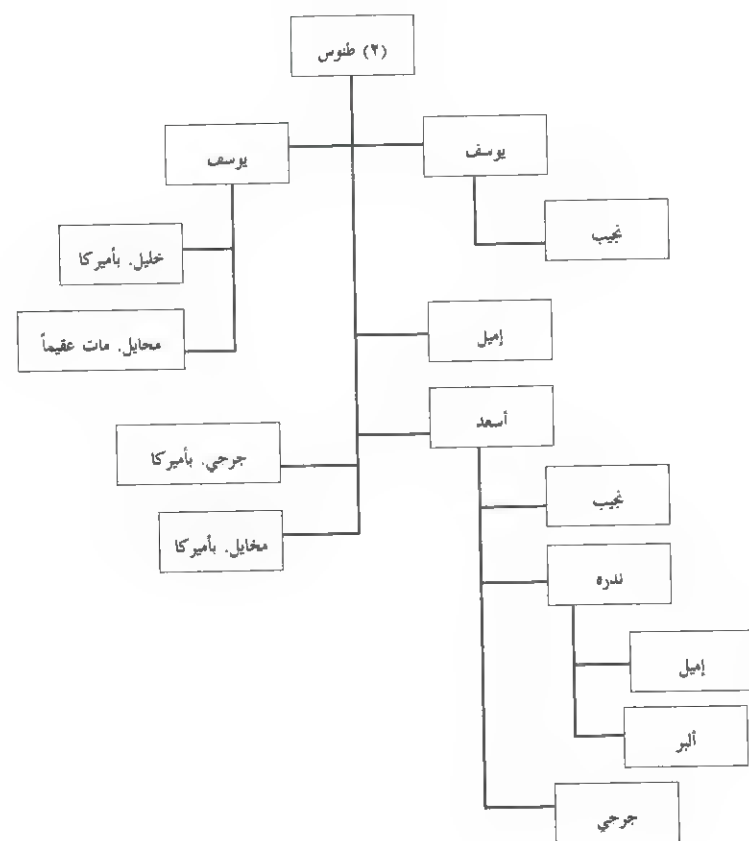 (٢) طنوس
يوسف
يوسف
نجيب
خليل. بأميركا
محايل. مات عقيماً
إميل
أسعد
جرجي. بأميركا
مخايل. بأميركا
نجيب
ندره
إميل
ألبر
جرجي